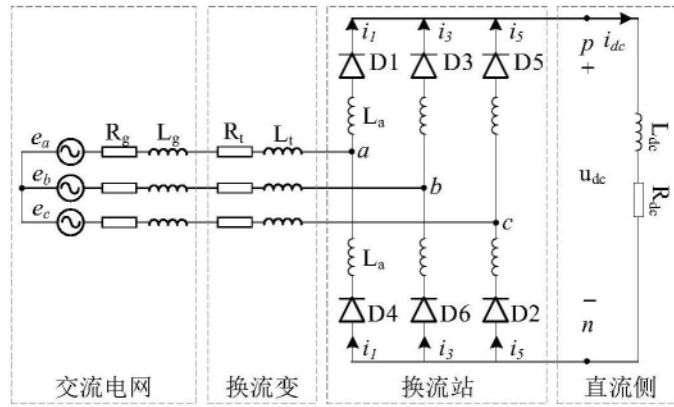 i1 i3 i5 p idc
D1 D3 D5 +
La
Rg Lg Rt Lt
ea a
eb b
ec c
Ldc
udc
Rdc
La
D4 D6 D2 −
i1 i3 i5 n
交流电网 换流变 换流站 直流侧